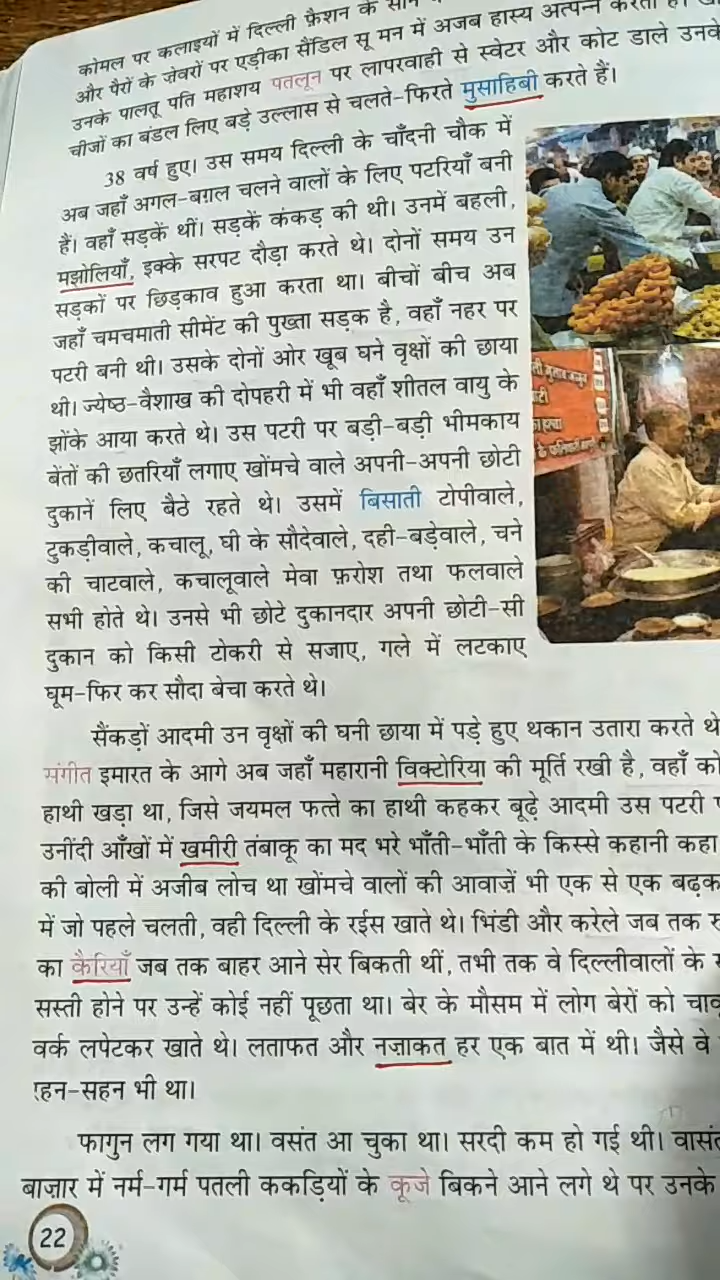 कोमल पर कलाइयों में दिल्ली फ़ैशन के
और पैरों के ज़ेवरों पर एड़ीका सैंडिल सू मन में अजब हास्य अत्पन्न करता
उनके पालतू पति महाशय पतलून पर लापरवाही से स्वेटर और कोट डाले उनके
चीजों का बंडल लिए बड़े उल्लास से चलते-फिरते मुसाहिबी करते हैं।
38 वर्ष हुए। उस समय दिल्ली के चाँदनी चौक में
अब जहाँ अगल-बग़ल चलने वालों के लिए पटरियाँ बनी
हैं। वहाँ सड़कें थीं। सड़कें कंकड़ की थी। उनमें बहली,
मझोलियाँ, इक्के सरपट दौड़ा करते थे। दोनों समय उन
सड़कों पर छिड़काव हुआ करता था। बीचों बीच अब
जहाँ चमचमाती सीमेंट की पुख्ता सड़क है, वहाँ नहर पर
पटरी बनी थी। उसके दोनों ओर खूब घने वृक्षों की छाया
थी। ज्येष्ठ-वैशाख की दोपहरी में भी वहाँ शीतल वायु के
झोंके आया करते थे। उस पटरी पर बड़ी-बड़ी भीमकाय
बेंतों की छतरियाँ लगाए खोंमचे वाले अपनी-अपनी छोटी
दुकानें लिए बैठे रहते थे। उसमें बिसाती टोपीवाले,
टुकड़ीवाले, कचालू, घी के सौदेवाले, दही-बड़ेवाले, चने
की चाटवाले, कचालूवाले मेवा फ़रोश तथा फलवाले
सभी होते थे। उनसे भी छोटे दुकानदार अपनी छोटी-सी
दुकान को किसी टोकरी से सजाए, गले में लटकाए
घूम-फिर कर सौदा बेचा करते थे।
सैंकड़ों आदमी उन वृक्षों की घनी छाया में पड़े हुए थकान उतारा करते थे
संगीत इमारत के आगे अब जहाँ महारानी विक्टोरिया की मूर्ति रखी है, वहाँ
हाथी खड़ा था, जिसे जयमल फत्ते का हाथी कहकर बूढ़े आदमी उस पटरी
उनींदी आँखों में खमीरी तंबाकू का मद भरे भाँती-भाँती के किस्से कहानी कहा
की बोली में अजीब लोच था खोंमचे वालों की आवाज़ें भी एक से एक
में जो पहले चलती, वही दिल्ली के रईस खाते थे। भिंडी और करेले जब तक
का कैरियाँ जब तक बाहर आने सेर बिकती थीं, तभी तक वे दिल्लीवालों के
सस्ती होने पर उन्हें कोई नहीं पूछता था। बेर के मौसम में लोग बेरों को
वर्क लपेटकर खाते थे। लताफत और नज़ाकत हर एक बात में थी। जैसे वे
रहन-सहन भी था।
फागुन लग गया था। वसंत आ चुका था। सरदी कम हो गई थी।
बाज़ार में नर्म-गर्म पतली ककड़ियों के कूजे बिकने आने लगे थे पर उनके
22